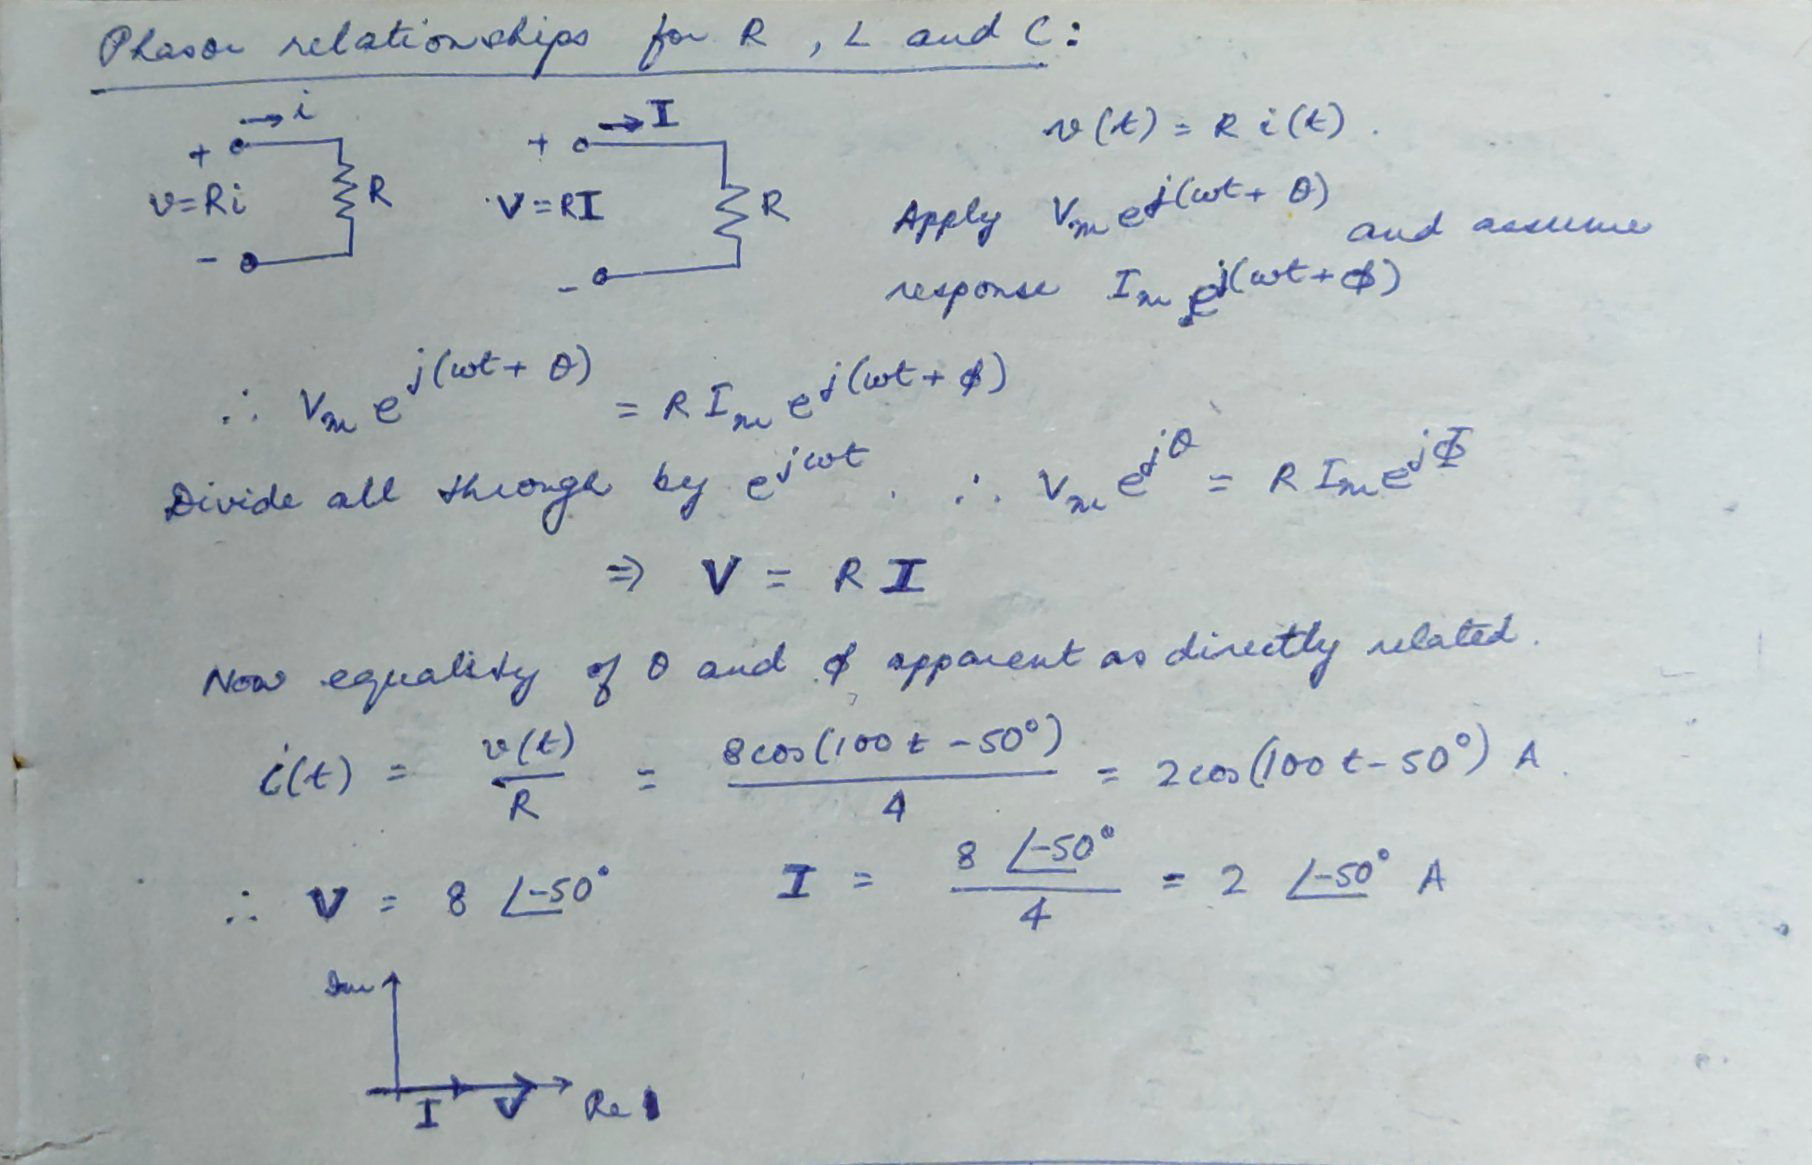 Phasor relationships for R, L and C:
i
+
v=Ri
R
-
I
+
V=RI
R
-
v(t) = R i(t).
Apply Vm e^j(ωt + θ) and assume
response Im e^j(ωt + ϕ)
∴ Vm e^j(ωt + θ) = R Im e^j(ωt + ϕ)
Divide all through by e^jωt. ∴ Vm e^jθ = R Im e^jΦ
⇒ V = R I
Now equality of θ and ϕ apparent as directly related.
i(t) = v(t)/R = 8cos(100t - 50°)/4 = 2cos(100t - 50°) A.
∴ V = 8 ∠-50° I = 8 ∠-50°/4 = 2 ∠-50° A
Im
I V Re